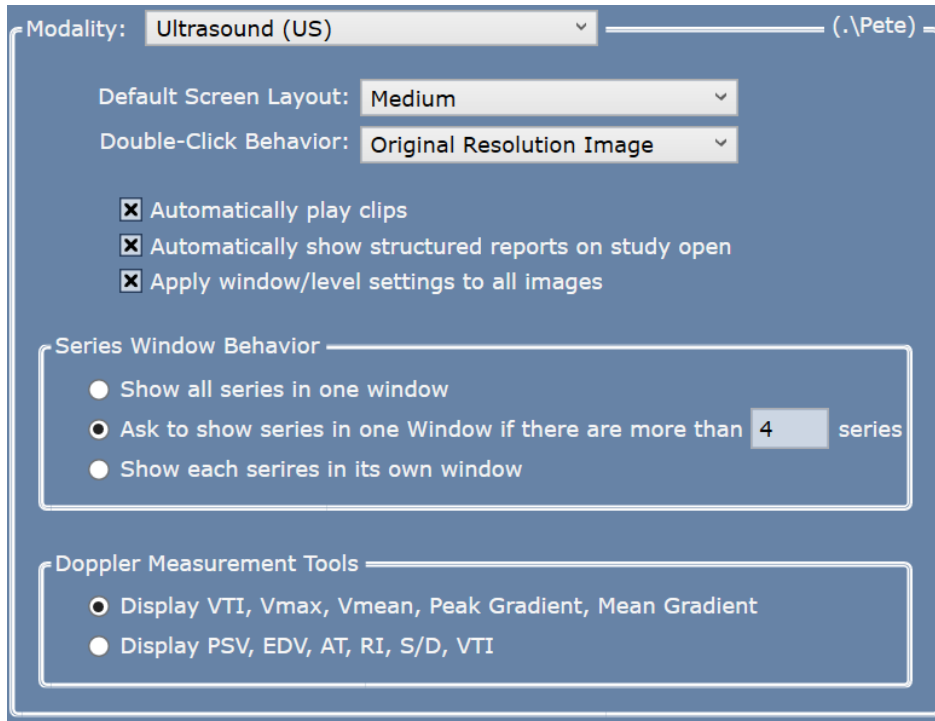 Modality: Ultrasound (US) (.\Pete)
Default Screen Layout: Medium
Double-Click Behavior: Original Resolution Image
Automatically play clips
Automatically show structured reports on study open
Apply window/level settings to all images
Series Window Behavior
Show all series in one window
Ask to show series in one Window if there are more than 4 series
Show each serires in its own window
Doppler Measurement Tools
Display VTI, Vmax, Vmean, Peak Gradient, Mean Gradient
Display PSV, EDV, AT, RI, S/D, VTI